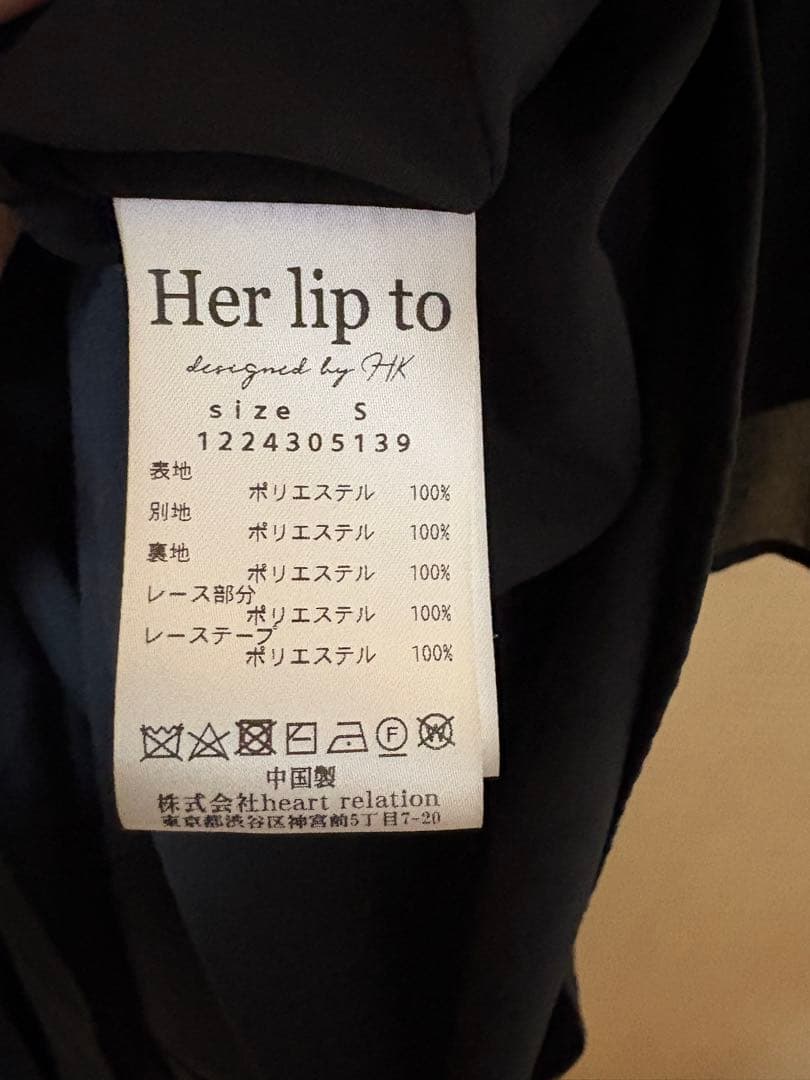 Her lip to
designed by HK
size S
1224305139
表地
ポリエステル 100%
別地
ポリエステル 100%
裏地
ポリエステル 100%
レース部分
ポリエステル 100%
レーステープ
ポリエステル 100%
F W
中国製
株式会社heart relation
東京都渋谷区神宮前5丁目7-20